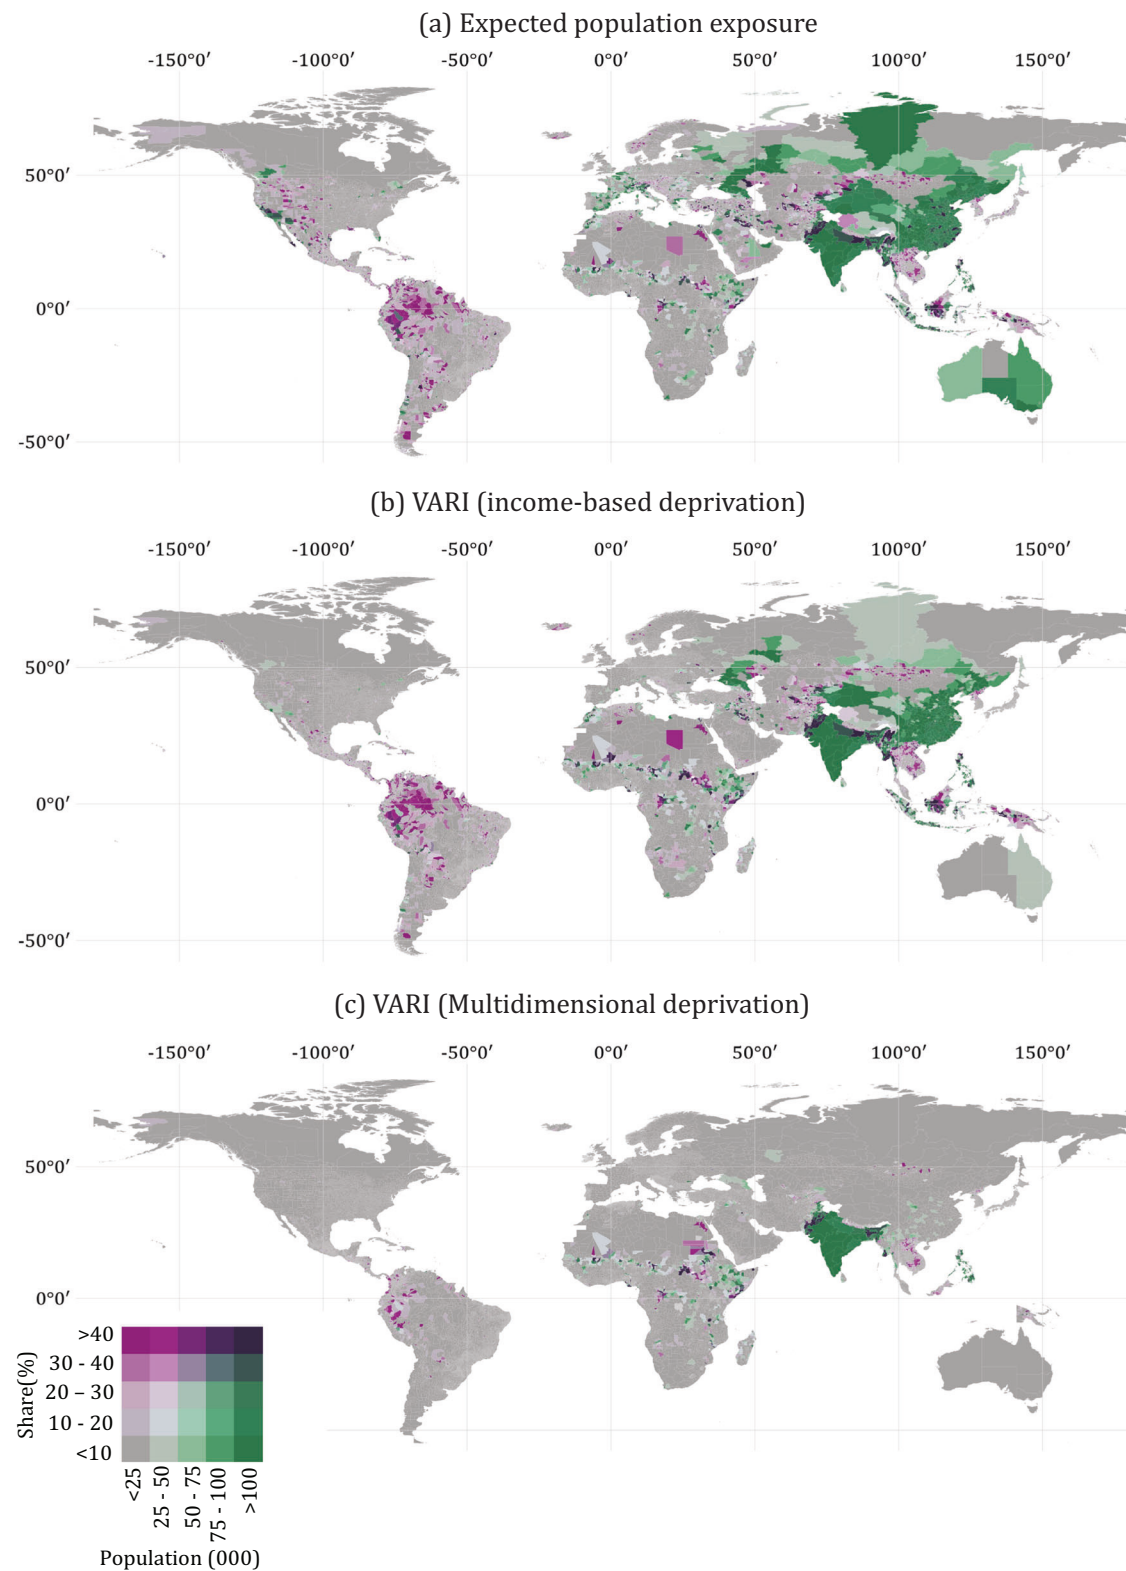 (a) Expected population exposure
-150°0′ -100°0′ -50°0′ 0°0′ 50°0′ 100°0′ 150°0′
50°0′
0°0′
-50°0′
(b) VARI (income-based deprivation)
-150°0′ -100°0′ -50°0′ 0°0′ 50°0′ 100°0′ 150°0′
50°0′
0°0′
-50°0′
(c) VARI (Multidimensional deprivation)
-150°0′ -100°0′ -50°0′ 0°0′ 50°0′ 100°0′ 150°0′
50°0′
0°0′
Share(%)
>40
30 - 40
20 – 30
10 - 20
<10
<25
25 - 50
50 - 75
75 - 100
>100
Population (000)